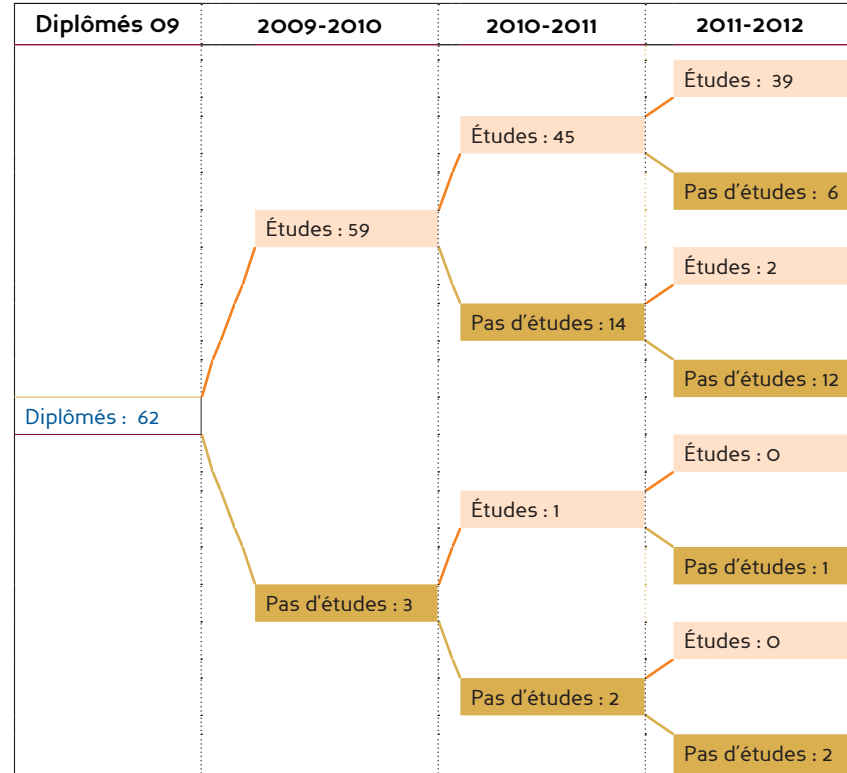 Diplômés 09 2009-2010 2010-2011 2011-2012
Études : 39
Études : 45
Pas d'études : 6
Études : 59
Études : 2
Pas d'études : 14
Pas d'études : 12
Diplômés : 62
Études : 0
Études : 1
Pas d'études : 1
Pas d'études : 3
Études : 0
Pas d'études : 2
Pas d'études : 2